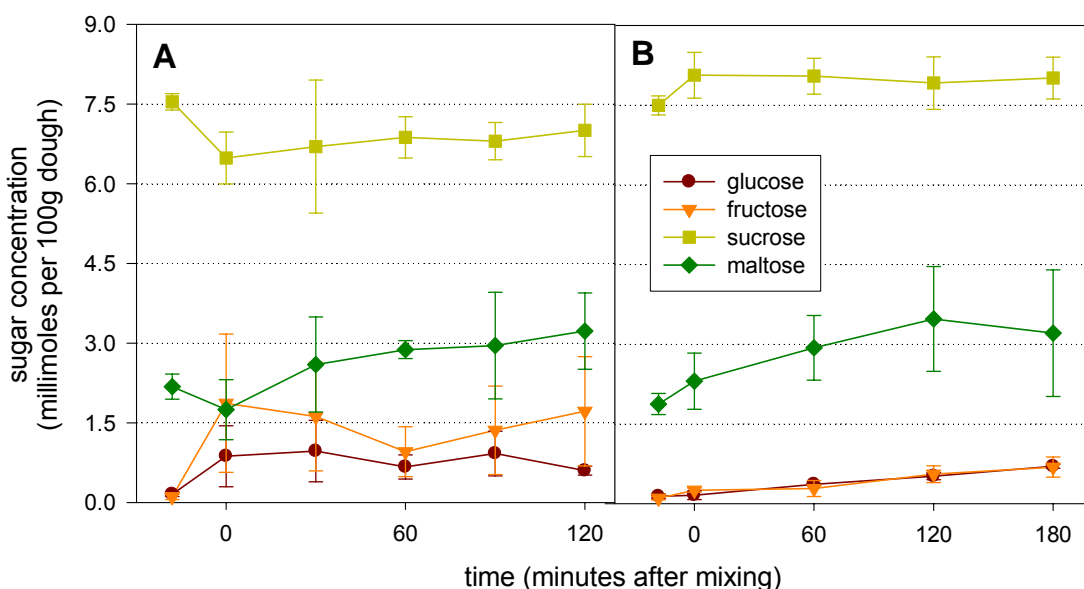 sugar concentration
(millimoles per 100g dough)
9.0
7.5
6.0
4.5
3.0
1.5
0.0
A
B
glucose
fructose
sucrose
maltose
0 60 120
0 60 120 180
time (minutes after mixing)